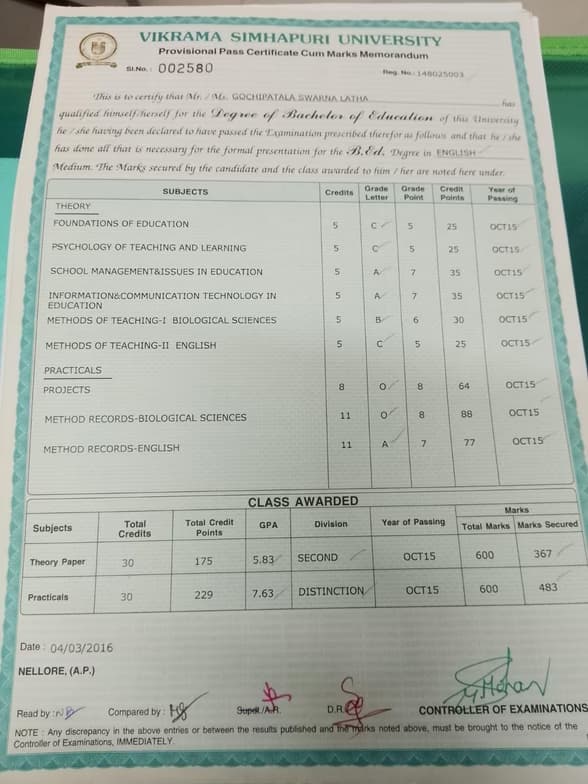 VIKRAMA SIMHAPURI UNIVERSITY
Provisional Pass Certificate Cum Marks Memorandum
Sl.No.: 002580
Reg. No.: 148025003
This is to certify that Mr. / Ms. GOCHIPATALA SWARNA LATHA has
qualified himself/herself for the Degree of Bachelor of Education of this University
he / she having been declared to have passed the Examination prescribed therefor as follows and that he / she
has done all that is necessary for the formal presentation for the B.Ed. Degree in ENGLISH
Medium. The Marks secured by the candidate and the class awarded to him / her are noted here under.
SUBJECTS Credits Grade Letter Grade Point Credit Points Year of Passing
THEORY
FOUNDATIONS OF EDUCATION 5 C 5 25 OCT15
PSYCHOLOGY OF TEACHING AND LEARNING 5 C 5 25 OCT15
SCHOOL MANAGEMENT&ISSUES IN EDUCATION 5 A 7 35 OCT15
INFORMATION&COMMUNICATION TECHNOLOGY IN 5 A 7 35 OCT15
EDUCATION
METHODS OF TEACHING-I BIOLOGICAL SCIENCES 5 B 6 30 OCT15
METHODS OF TEACHING-II ENGLISH 5 C 5 25 OCT15
PRACTICALS
PROJECTS 8 O 8 64 OCT15
METHOD RECORDS-BIOLOGICAL SCIENCES 11 O 8 88 OCT15
METHOD RECORDS-ENGLISH 11 A 7 77 OCT15
CLASS AWARDED
Subjects Total Credits Total Credit Points GPA Division Year of Passing Marks
Total Marks Marks Secured
Theory Paper 30 175 5.83 SECOND OCT15 600 367
Practicals 30 229 7.63 DISTINCTION OCT15 600 483
Date : 04/03/2016
NELLORE, (A.P.)
Read by : Compared by : Supdt./A.R. D.R. CONTROLLER OF EXAMINATIONS
NOTE : Any discrepancy in the above entries or between the results published and the marks noted above, must be brought to the notice of the
Controller of Examinations, IMMEDIATELY.